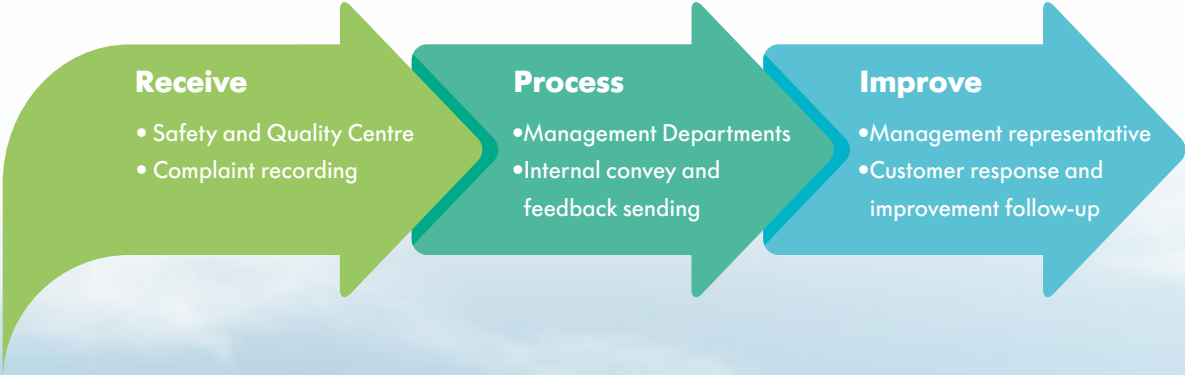 Receive
• Safety and Quality Centre
• Complaint recording
Process
•Management Departments
•Internal convey and
feedback sending
Improve
•Management representative
•Customer response and
improvement follow-up